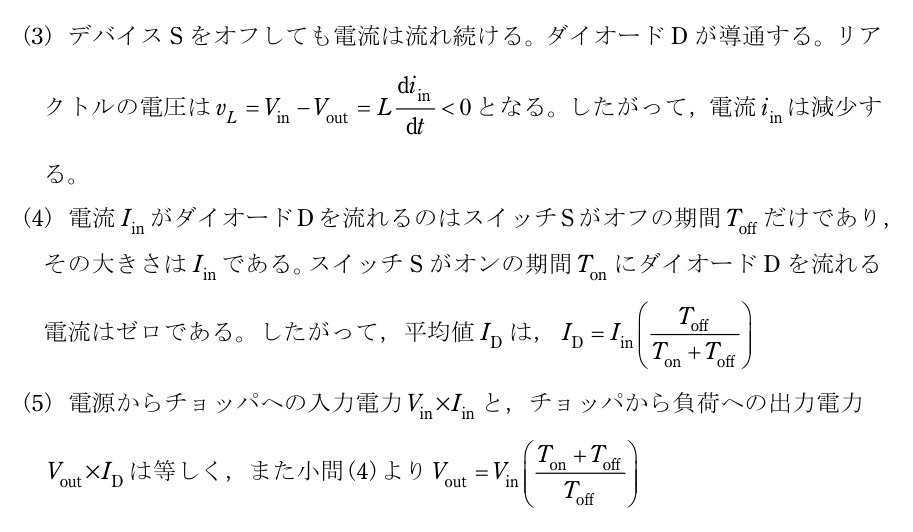 (3) デバイス S をオフしても電流は流れ続ける。ダイオード D が導通する。リア
クトルの電圧は v_L = V_in − V_out = L di_in/dt < 0 となる。したがって，電流 i_in は減少す
る。
(4) 電流 I_in がダイオード D を流れるのはスイッチ S がオフの期間 T_off だけであり，
その大きさは I_in である。スイッチ S がオンの期間 T_on にダイオード D を流れる
電流はゼロである。したがって，平均値 I_D は， I_D = I_in (T_off / (T_on + T_off))
(5) 電源からチョッパへの入力電力 V_in × I_in と，チョッパから負荷への出力電力
V_out × I_D は等しく，また小問(4)より V_out = V_in ((T_on + T_off) / T_off)